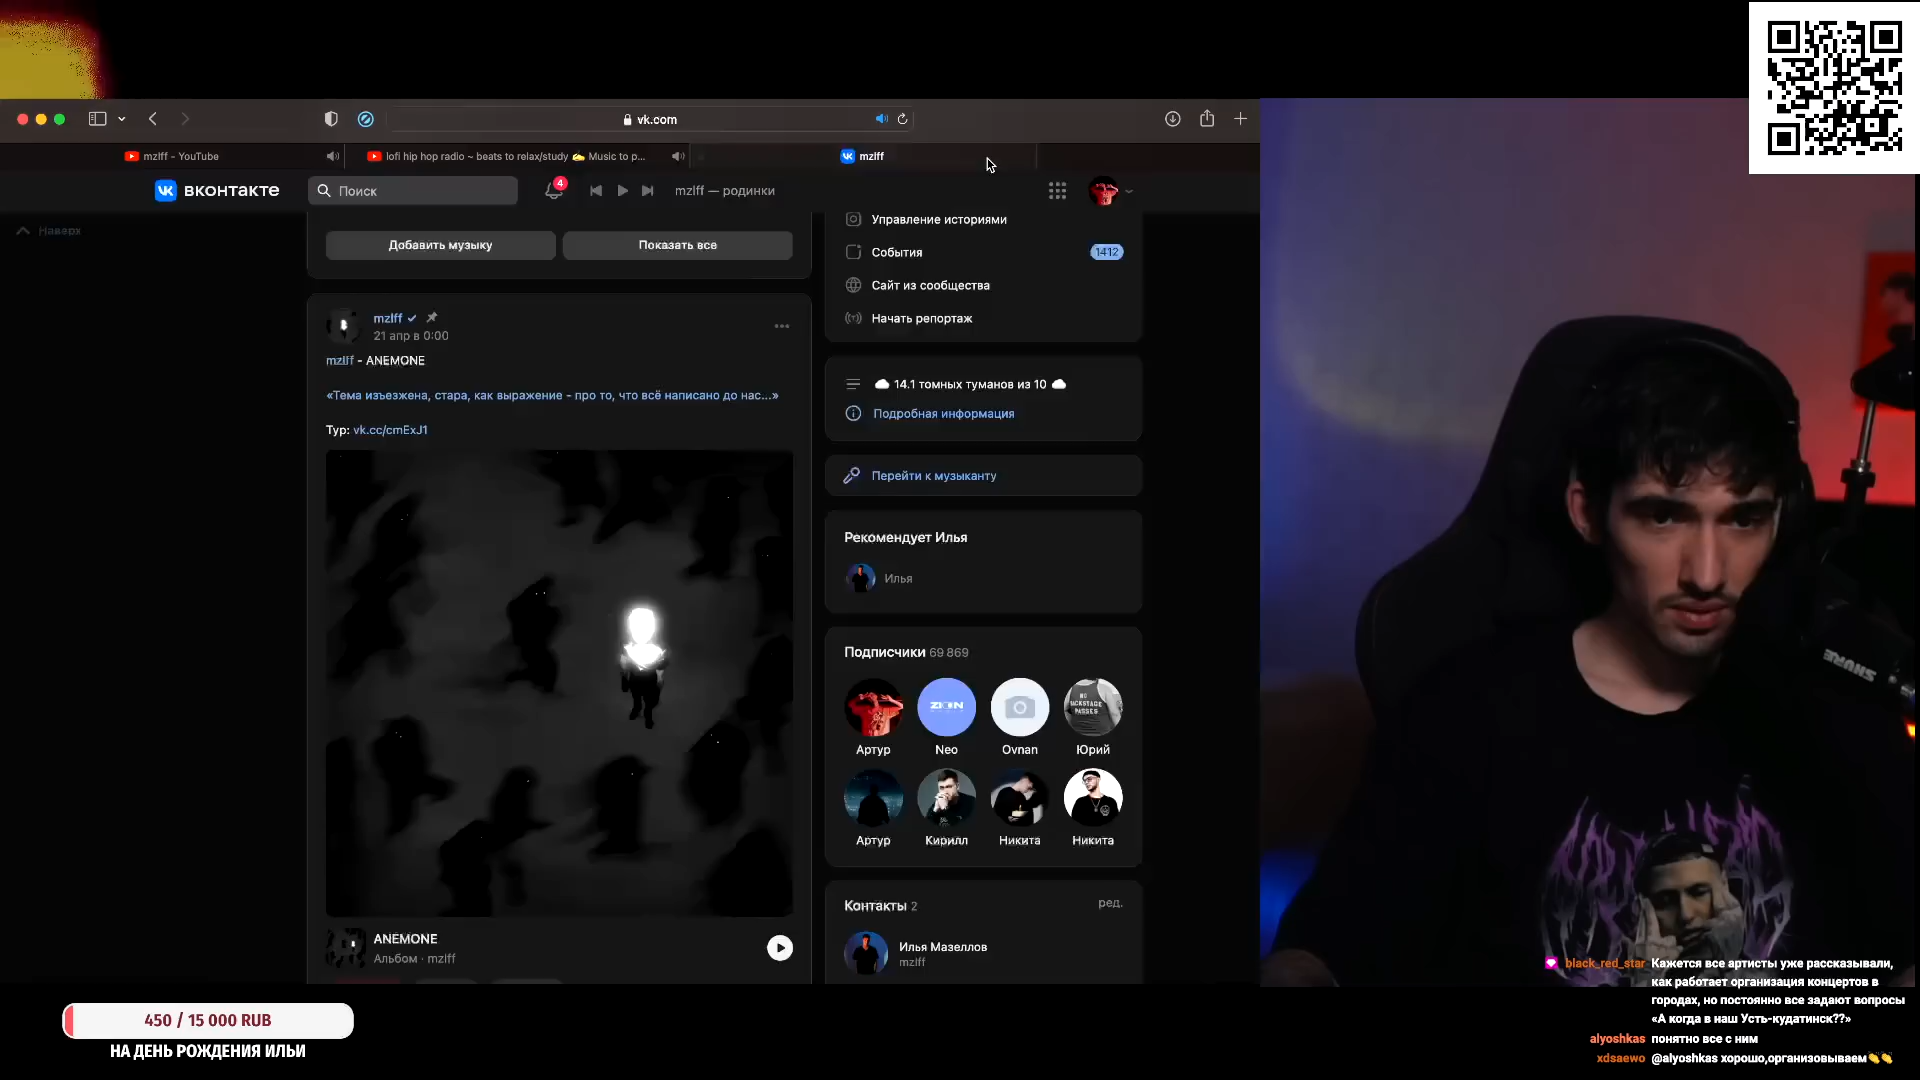 vk.com
mzlff - YouTube
lofi hip hop radio ~ beats to relax/study ✍️ Music to p...
mzlff
вконтакте
Поиск
4
mzlff — родинки
Наверх
Добавить музыку
Показать все
mzlff
21 апр в 0:00
mzlff - ANEMONE
«Тема изъезжена, стара, как выражение - про то, что всё написано до нас...»
Тур: vk.cc/cmExJ1
ANEMONE
Альбом · mzlff
Управление историями
События
1412
Сайт из сообщества
Начать репортаж
☁️ 14.1 томных туманов из 10 ☁️
Подробная информация
Перейти к музыканту
Рекомендует Илья
Илья
Подписчики 69 869
ZION
NO BACKSTAGE PASSES
Артур
Neo
Ovnan
Юрий
Артур
Кирилл
Никита
Никита
Контакты 2
ред.
Илья Мазеллов
mzlff
SHURE
450 / 15 000 RUB
НА ДЕНЬ РОЖДЕНИЯ ИЛЬИ
black_red_star Кажется все артисты уже рассказывали,
как работает организация концертов в
городах, но постоянно все задают вопросы
«А когда в наш Усть-кудатинск??»
alyoshkas понятно все с ним
xdsaewo @alyoshkas хорошо,организовываем👏👏